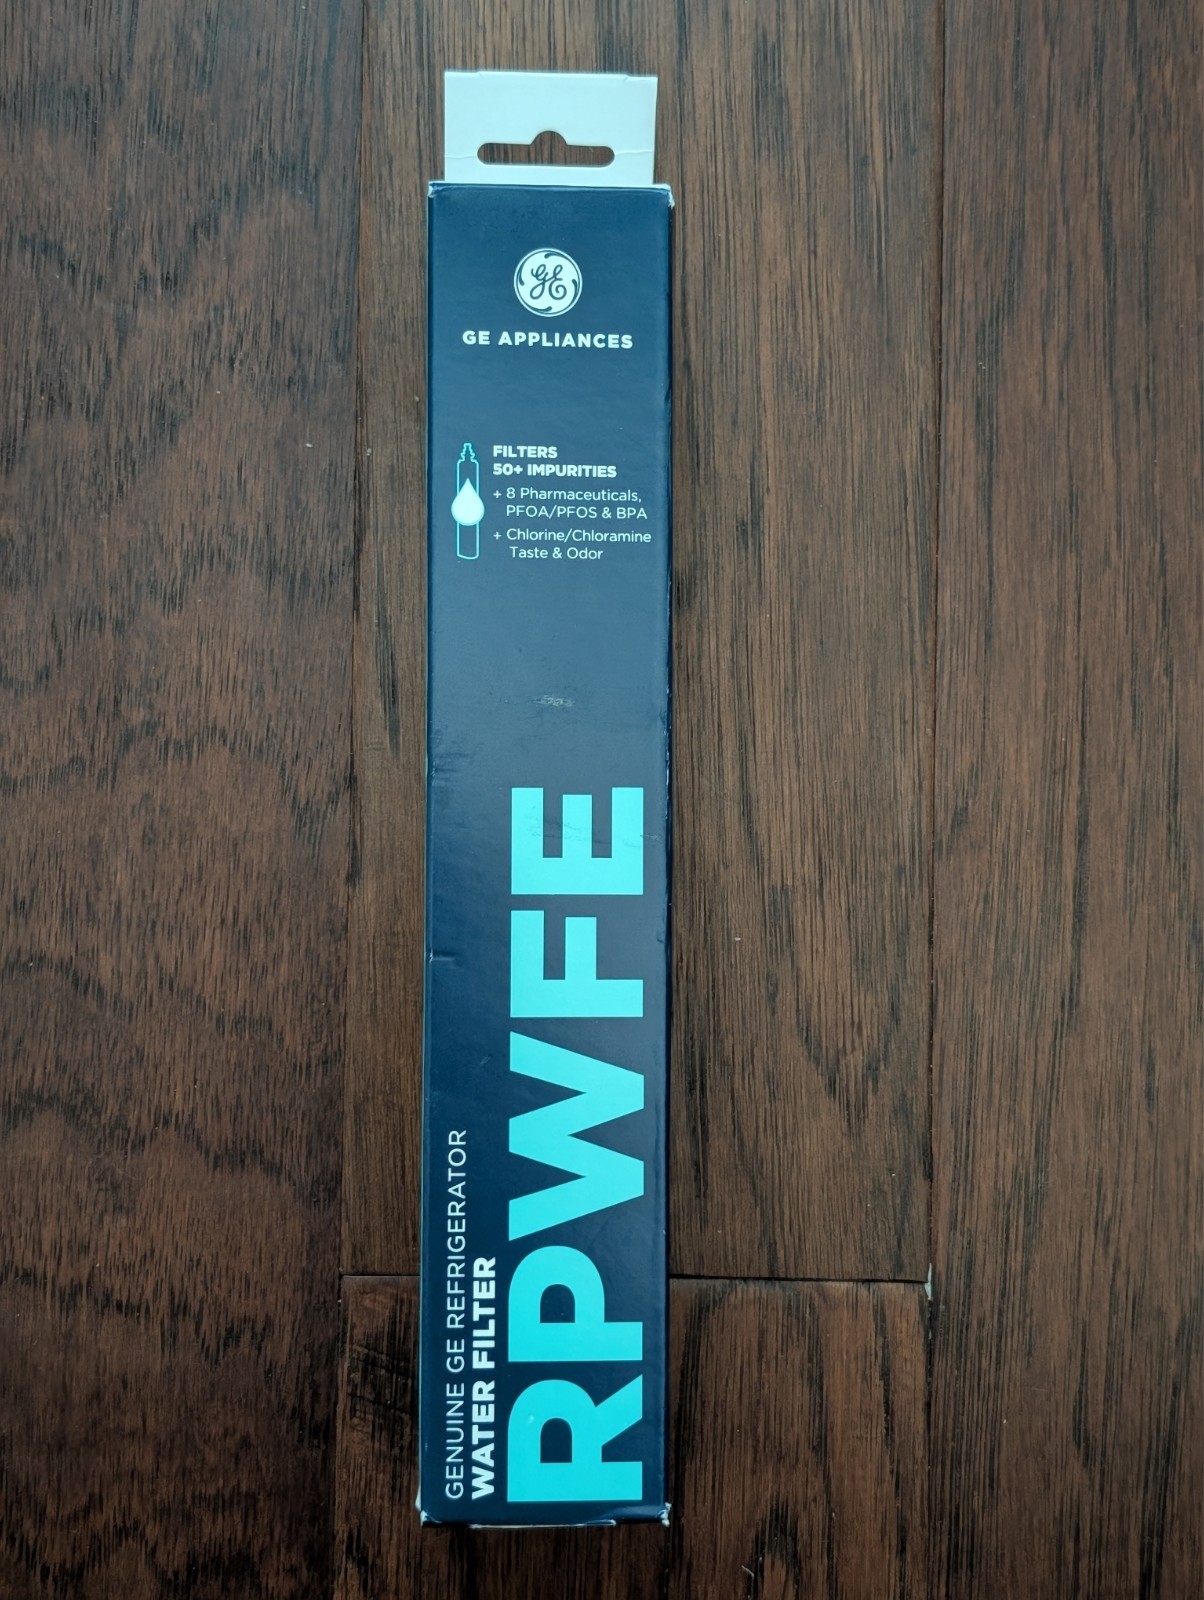 GE
GE APPLIANCES
FILTERS
50+ IMPURITIES
+ 8 Pharmaceuticals,
PFOA/PFOS & BPA
+ Chlorine/Chloramine
Taste & Odor
GENUINE GE REFRIGERATOR
WATER FILTER
RPWFE